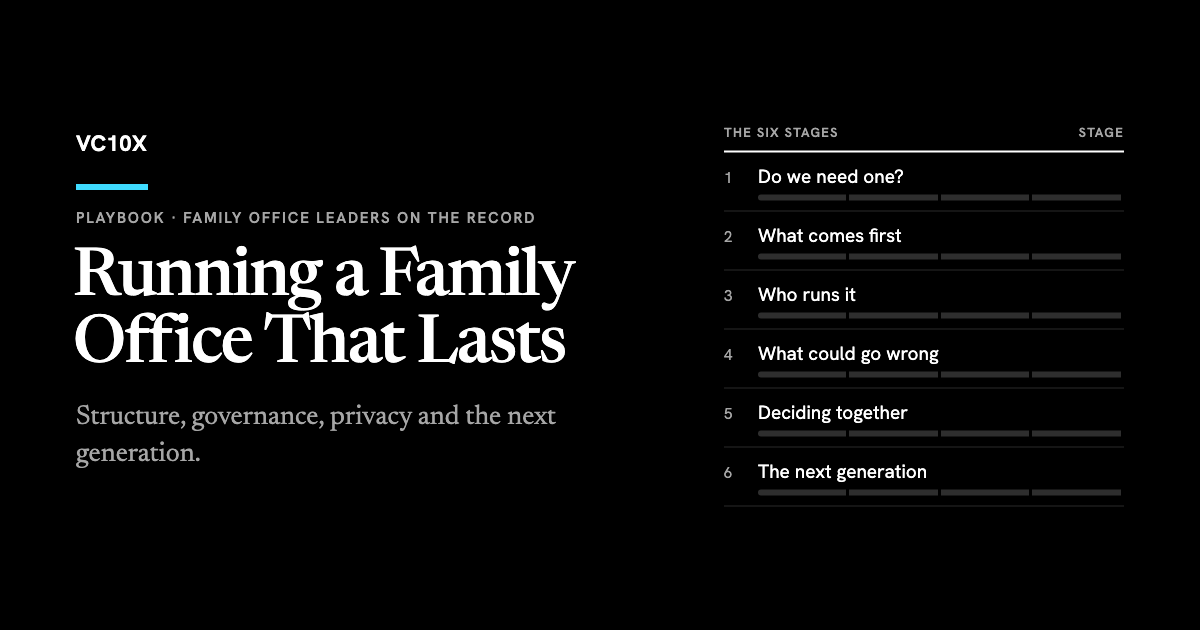 VC10X
PLAYBOOK · FAMILY OFFICE LEADERS ON THE RECORD
Running a Family
Office That Lasts
Structure, governance, privacy and the next
generation.
THE SIX STAGES STAGE
1 Do we need one?
2 What comes first
3 Who runs it
4 What could go wrong
5 Deciding together
6 The next generation